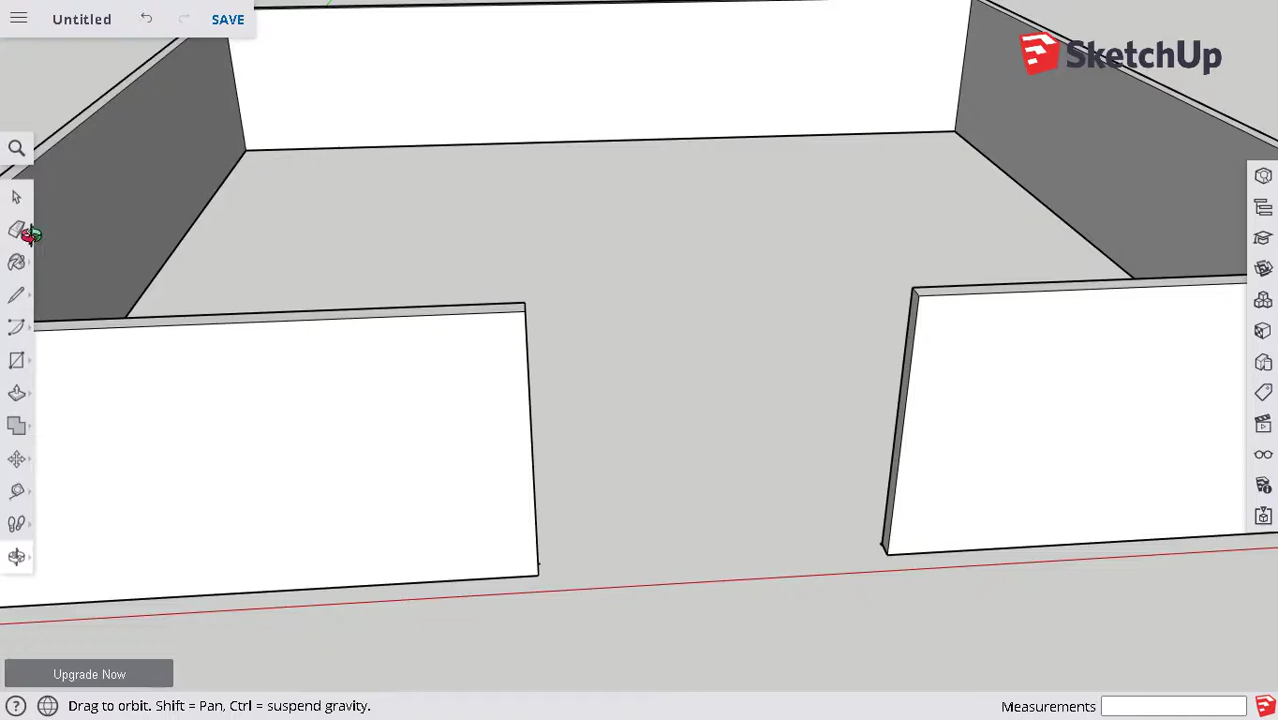 Untitled
SAVE
SketchUp
Upgrade Now
Drag to orbit. Shift = Pan, Ctrl = suspend gravity.
Measurements